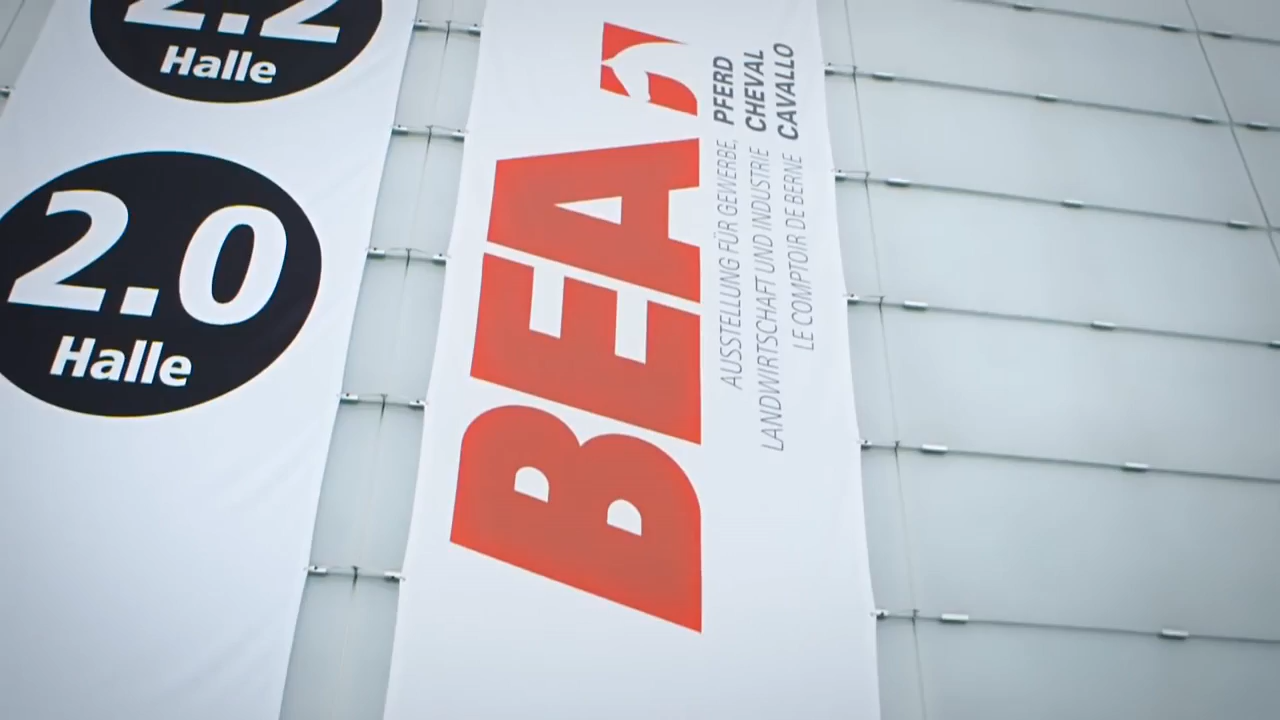 2.2
Halle
2.0
Halle
BEA
AUSSTELLUNG FÜR GEWERBE,
LANDWIRTSCHAFT UND INDUSTRIE
LE COMPTOIR DE BERNE
PFERD
CHEVAL
CAVALLO